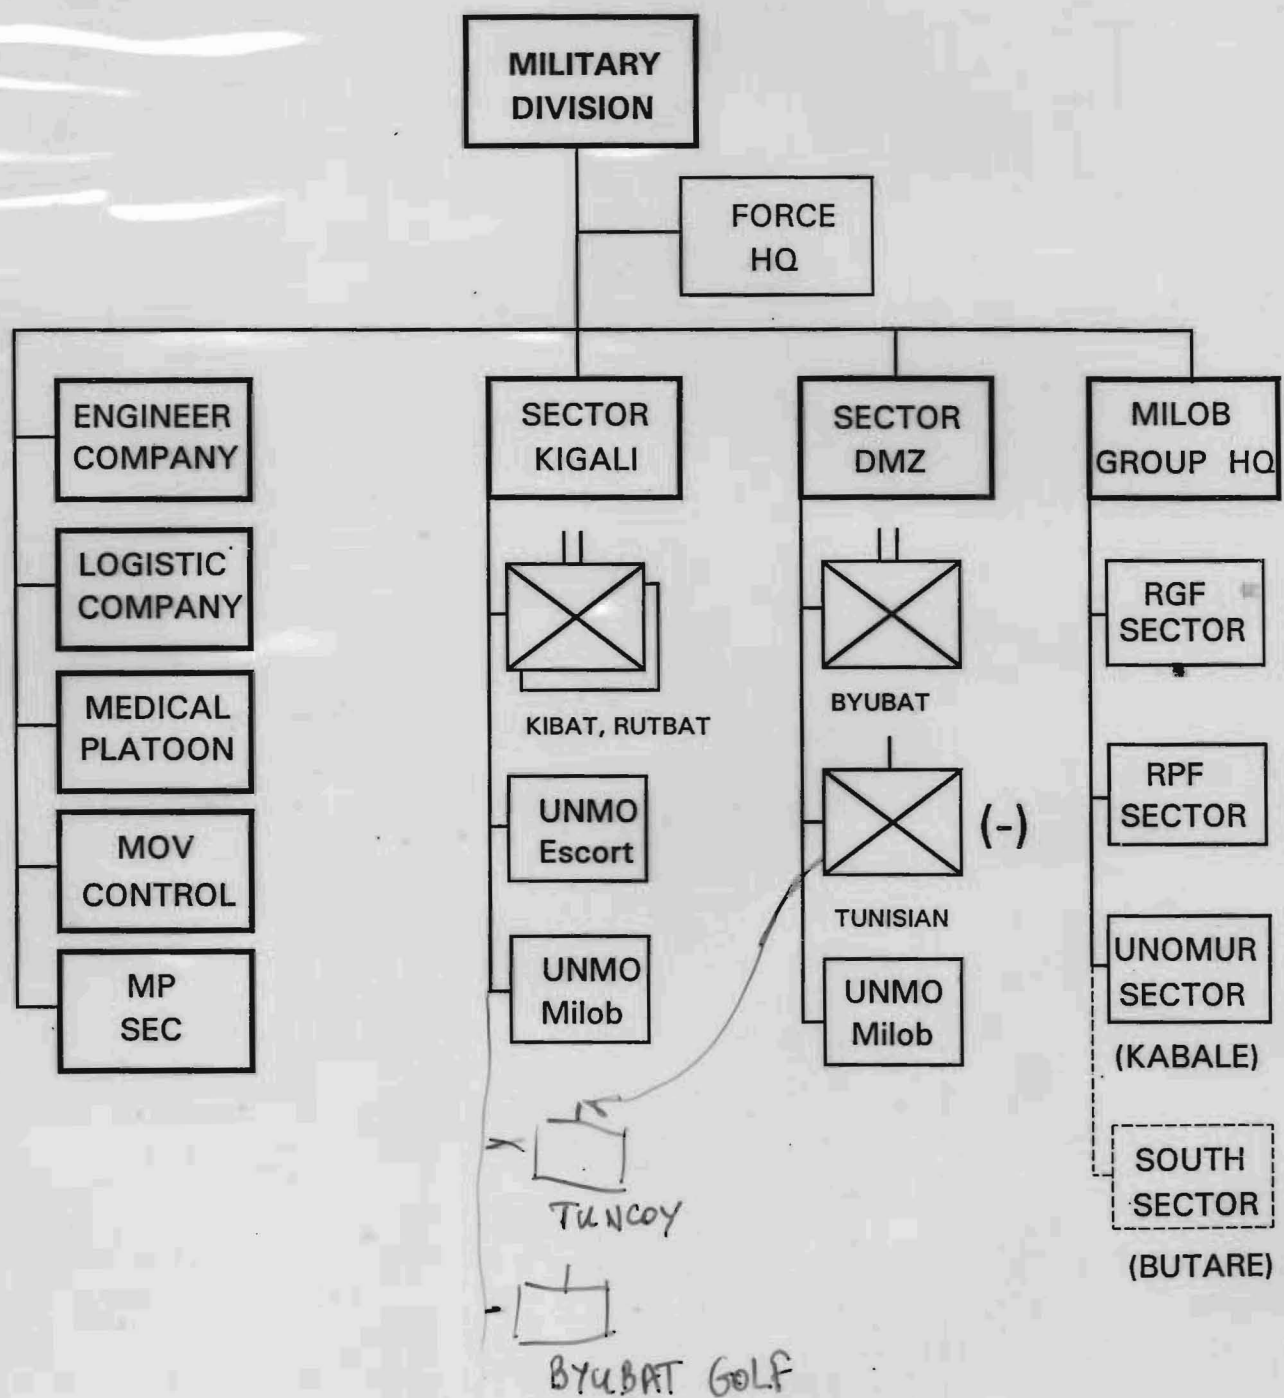 MILITARY
DIVISION
FORCE
HQ
ENGINEER
COMPANY
LOGISTIC
COMPANY
MEDICAL
PLATOON
MOV
CONTROL
MP
SEC
SECTOR
KIGALI
KIBAT, RUTBAT
UNMO
Escort
UNMO
Milob
TUNCOY
BYUBAT GOLF
SECTOR
DMZ
BYUBAT
(-)
TUNISIAN
UNMO
Milob
MILOB
GROUP HQ
RGF
SECTOR
RPF
SECTOR
UNOMUR
SECTOR
(KABALE)
SOUTH
SECTOR
(BUTARE)